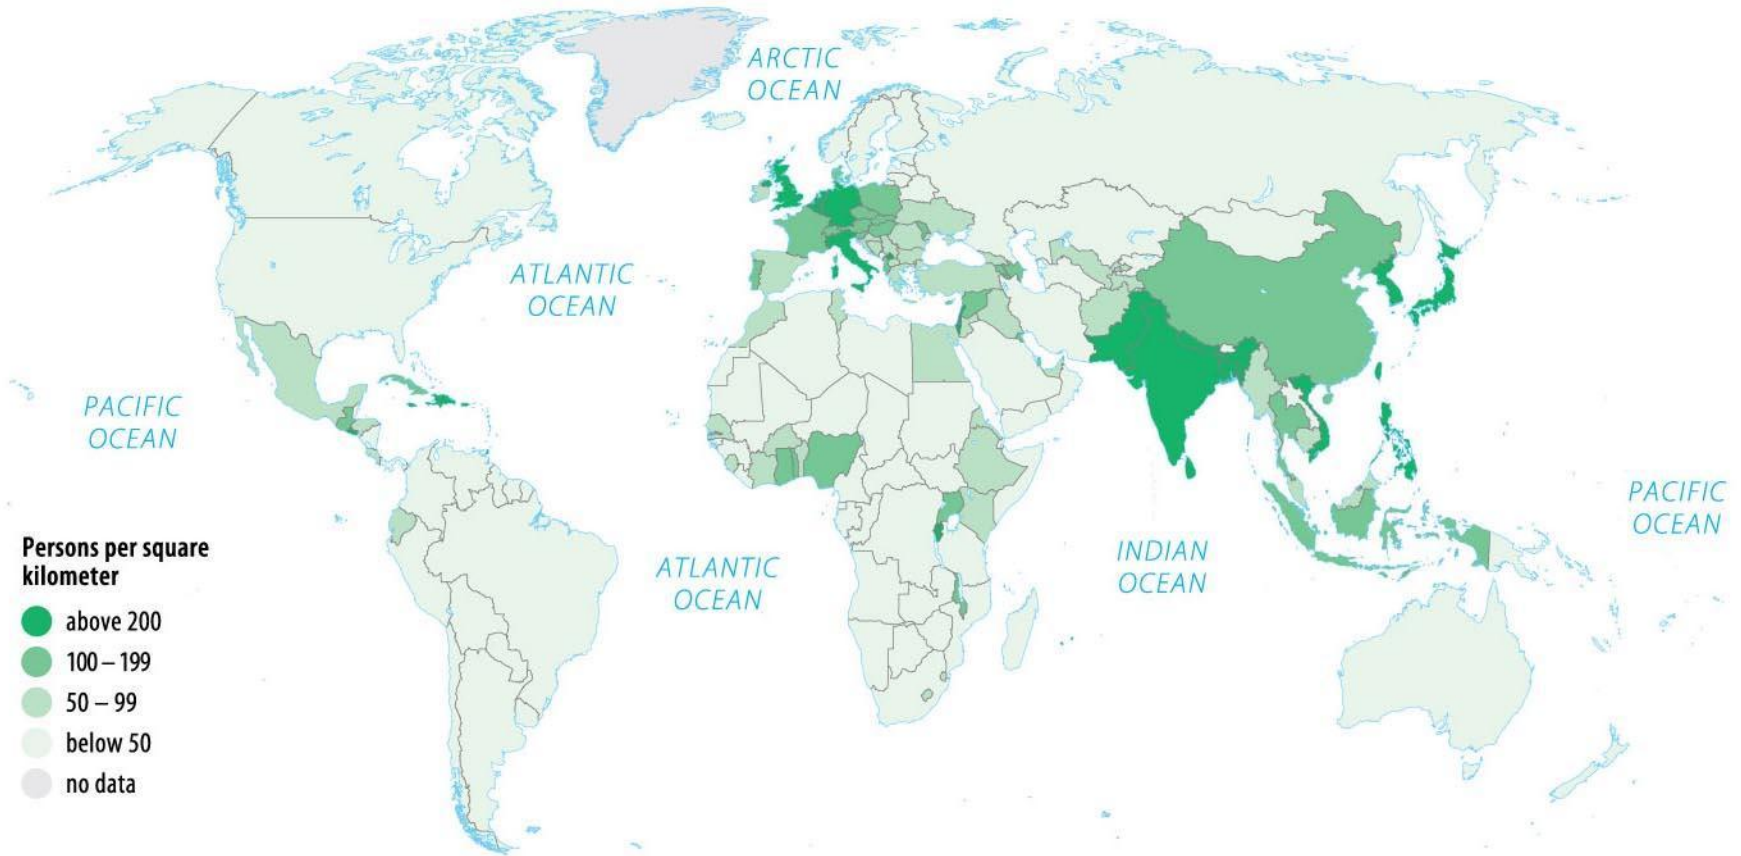 ARCTIC
OCEAN
ATLANTIC
OCEAN
PACIFIC
OCEAN
PACIFIC
OCEAN
INDIAN
OCEAN
ATLANTIC
OCEAN
Persons per square
kilometer
above 200
100 – 199
50 – 99
below 50
no data